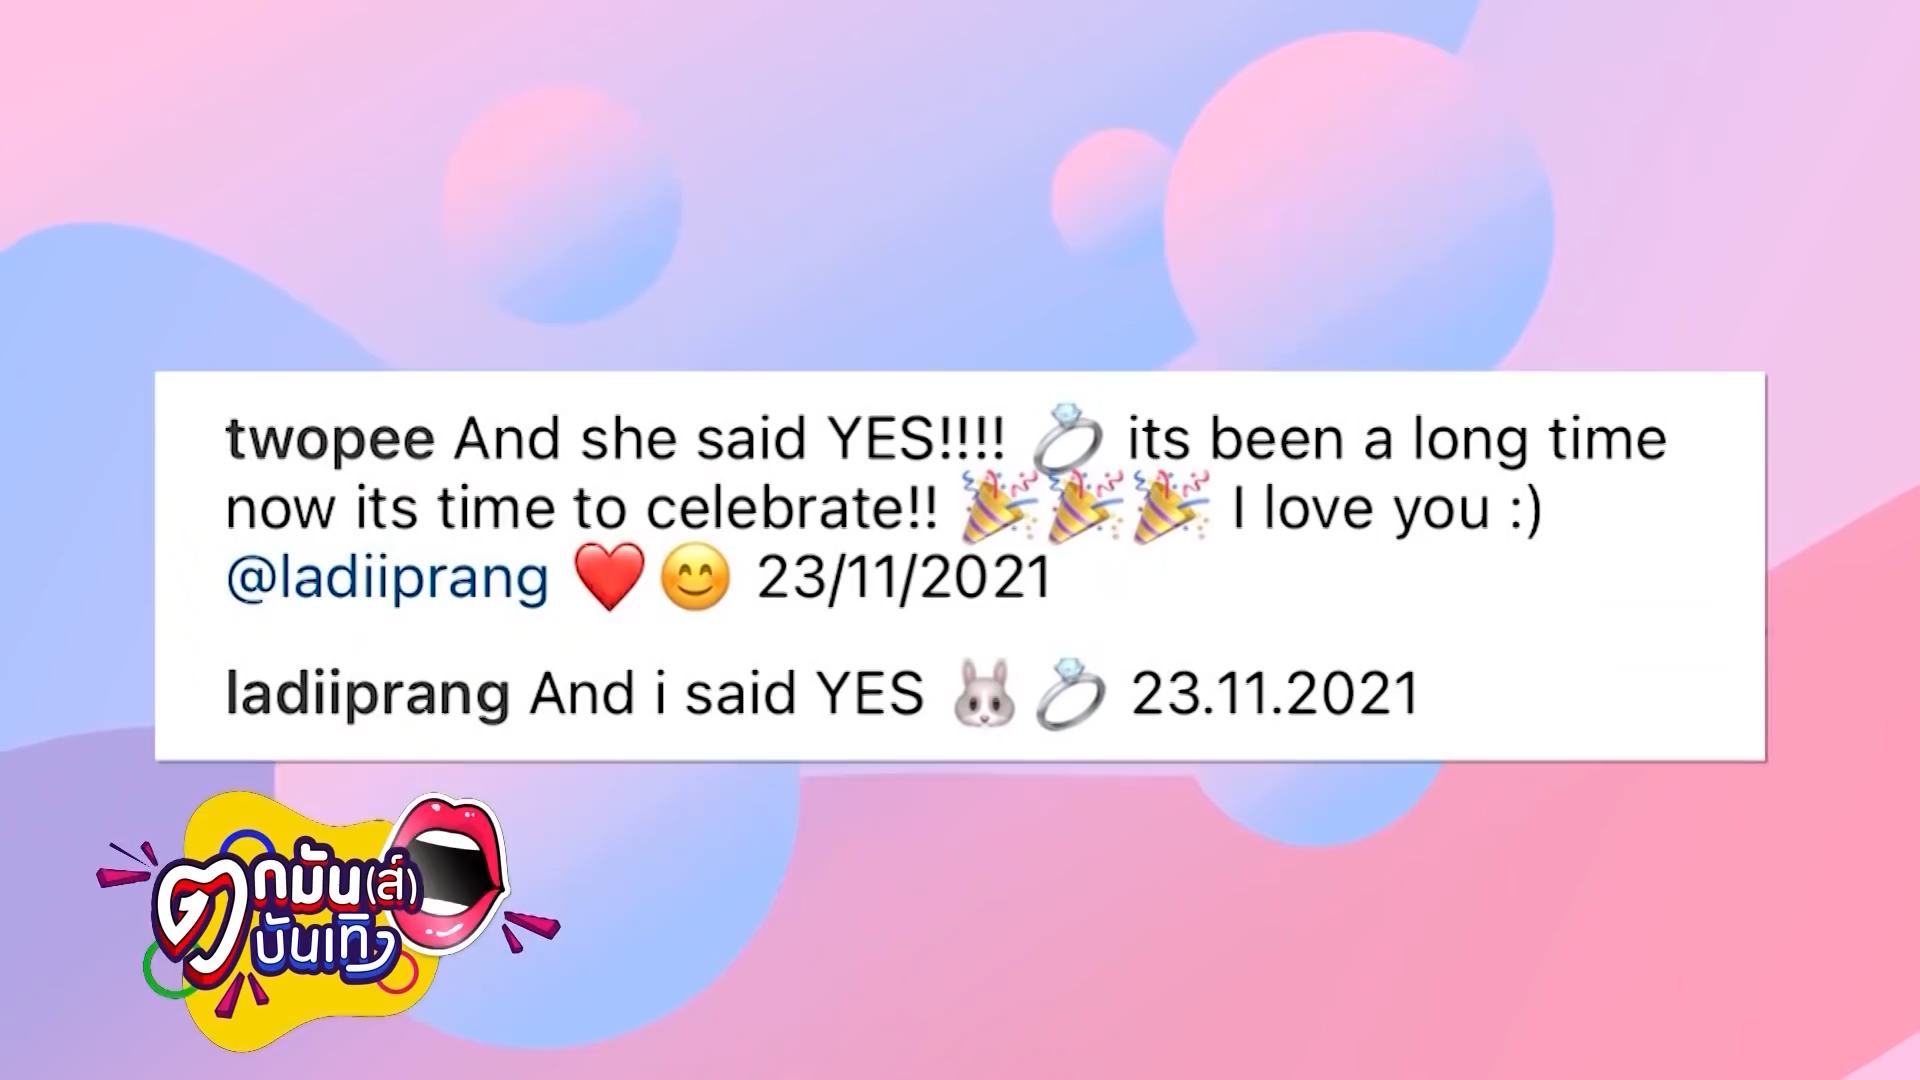 twopee And she said YES!!!! 💍 its been a long time
now its time to celebrate!! 🎉🎉🎉 I love you :)
@ladiiprang ❤️ 😊 23/11/2021
ladiiprang And i said YES 🐰 💍 23.11.2021
ตกมัน(ส์)
บันเทิง